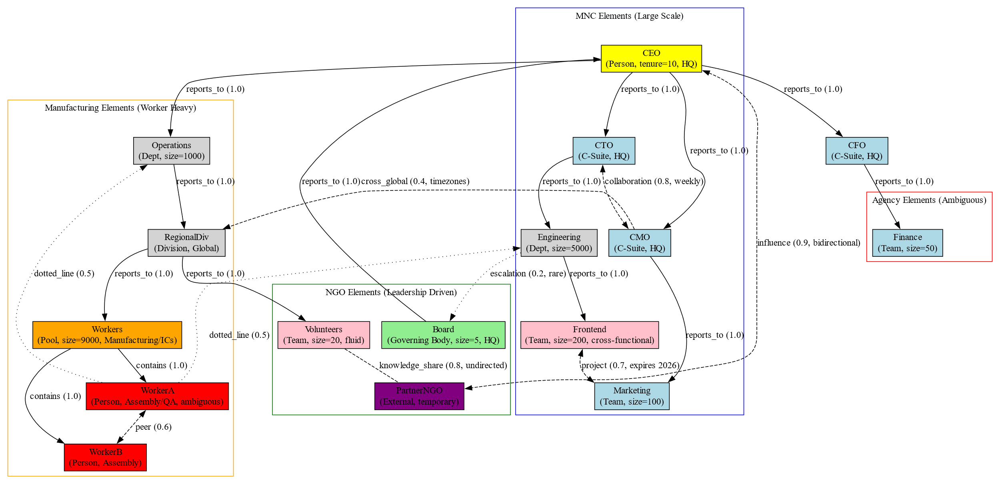 MNC Elements (Large Scale)
CEO
(Person, tenure=10, HQ)
reports_to (1.0)
reports_to (1.0)
reports_to (1.0)
Manufacturing Elements (Worker Heavy)
Operations
(Dept, size=1000)
CTO
(C-Suite, HQ)
reports_to (1.0)
CFO
(C-Suite, HQ)
reports_to (1.0)
reports_to (1.0)
cross_global (0.4, timezones)
reports_to (1.0)
collaboration (0.8, weekly)
reports_to (1.0)
Agency Elements (Ambiguous)
RegionalDiv
(Division, Global)
Engineering
(Dept, size=5000)
CMO
(C-Suite, HQ)
influence (0.9, bidirectional)
Finance
(Team, size=50)
dotted_line (0.5)
reports_to (1.0)
reports_to (1.0)
escalation (0.2, rare)
reports_to (1.0)
NGO Elements (Leadership Driven)
Workers
(Pool, size=9000, Manufacturing/ICs)
dotted_line (0.5)
Volunteers
(Team, size=20, fluid)
Board
(Governing Body, size=5, HQ)
Frontend
(Team, size=200, cross-functional)
reports_to (1.0)
contains (1.0)
knowledge_share (0.8, undirected)
project (0.7, expires 2026)
contains (1.0)
WorkerA
(Person, Assembly/QA, ambiguous)
PartnerNGO
(External, temporary)
Marketing
(Team, size=100)
peer (0.6)
WorkerB
(Person, Assembly)